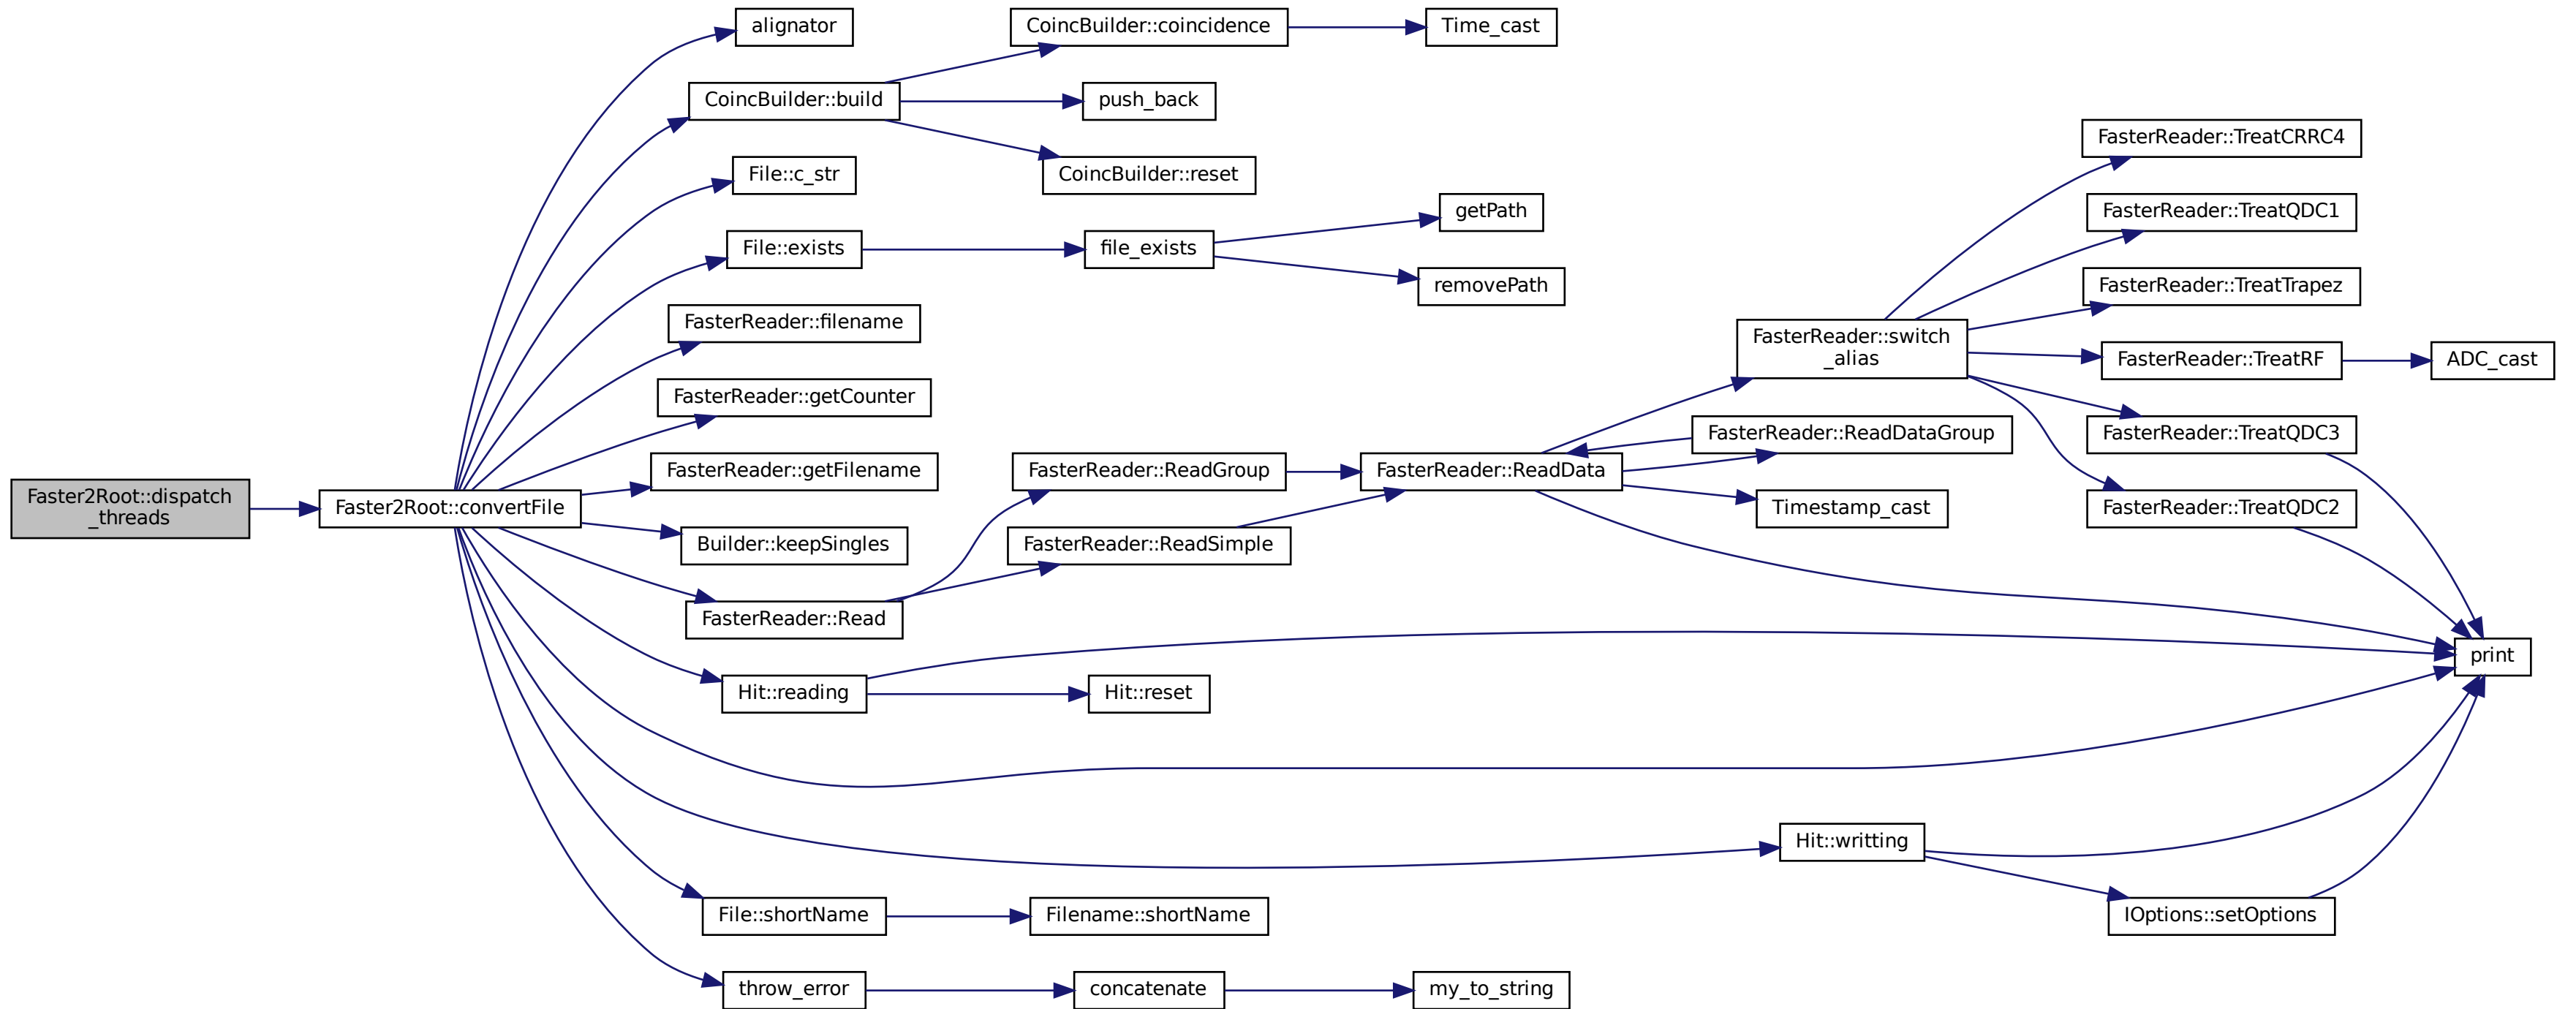 Faster2Root::dispatch
_threads
Faster2Root::convertFile
alignator
CoincBuilder::build
File::c_str
File::exists
FasterReader::filename
FasterReader::getCounter
FasterReader::getFilename
Builder::keepSingles
FasterReader::Read
Hit::reading
File::shortName
throw_error
CoincBuilder::coincidence
push_back
CoincBuilder::reset
file_exists
FasterReader::ReadGroup
FasterReader::ReadSimple
Hit::reset
Filename::shortName
concatenate
Time_cast
getPath
removePath
FasterReader::ReadData
my_to_string
FasterReader::switch
_alias
FasterReader::ReadDataGroup
Timestamp_cast
Hit::writting
FasterReader::TreatCRRC4
FasterReader::TreatQDC1
FasterReader::TreatTrapez
FasterReader::TreatRF
FasterReader::TreatQDC3
FasterReader::TreatQDC2
IOptions::setOptions
ADC_cast
print